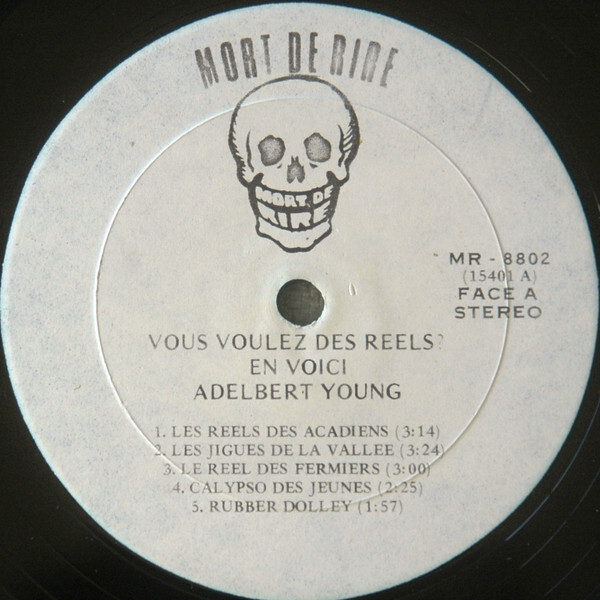 MORT DE RIRE
MORT DE
RIRE
MR - 8802
(15401 A)
FACE A
STEREO
VOUS VOULEZ DES REELS?
EN VOICI
ADELBERT YOUNG
1. LES REELS DES ACADIENS (3:14)
2. LES JIGUES DE LA VALLEE (3:24)
3. LE REEL DES FERMIERS (3:00)
4. CALYPSO DES JEUNES (2:25)
5. RUBBER DOLLEY (1:57)